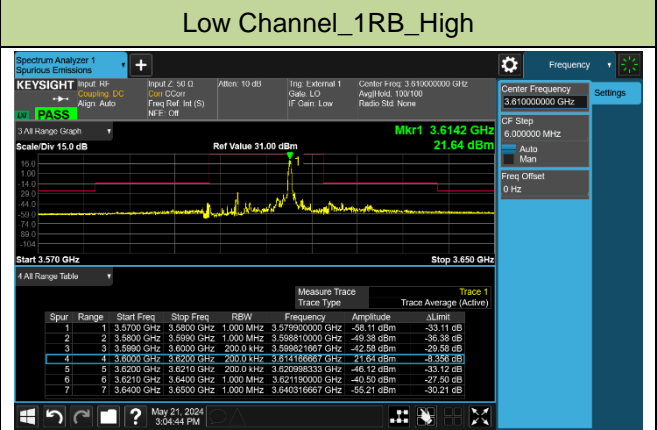 Low Channel_1RB_High
Spectrum Analyzer 1
Spurious Emissions
+
Frequency
KEYSIGHT Input: RF Input Z: 50 Ω Atten: 10 dB Trig: External 1 Center Freq: 3.610000000 GHz
Coupling: DC Corr CCorr Gate: LO Avg|Hold: 100/100
Align: Auto Freq Ref: Int (S) IF Gain: Low Radio Std: None
NFE: Off
PASS
Center Frequency
3.610000000 GHz
Settings
CF Step
6.000000 MHz
Auto
Man
Freq Offset
0 Hz
3 All Range Graph
Mkr1 3.6142 GHz
Scale/Div 15.0 dB Ref Value 31.00 dBm 21.64 dBm
1
16.0
1.00
-14.0
-29.0
-44.0
-59.0
-74.0
-89.0
-104
Start 3.570 GHz Stop 3.650 GHz
4 All Range Table
Measure Trace Trace 1
Trace Type Trace Average (Active)
Spur Range Start Freq Stop Freq RBW Frequency Amplitude ΔLimit
1 1 3.5700 GHz 3.5800 GHz 1.000 MHz 3.579900000 GHz -58.11 dBm -33.11 dB
2 2 3.5800 GHz 3.5990 GHz 1.000 MHz 3.598810000 GHz -49.38 dBm -36.38 dB
3 3 3.5990 GHz 3.6000 GHz 200.0 kHz 3.599821667 GHz -42.58 dBm -29.58 dB
4 4 3.6000 GHz 3.6200 GHz 200.0 kHz 3.614166667 GHz 21.64 dBm -8.356 dB
5 5 3.6200 GHz 3.6210 GHz 200.0 kHz 3.620998333 GHz -46.12 dBm -33.12 dB
6 6 3.6210 GHz 3.6400 GHz 1.000 MHz 3.621190000 GHz -40.50 dBm -27.50 dB
7 7 3.6400 GHz 3.6500 GHz 1.000 MHz 3.640316667 GHz -55.21 dBm -30.21 dB
? May 21, 2024
3:04:44 PM